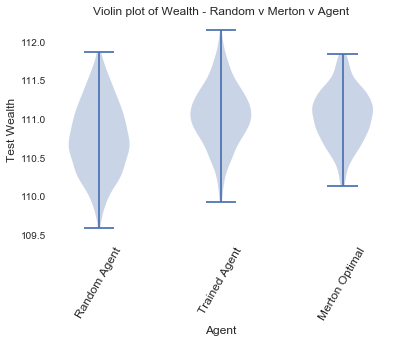 Violin plot of Wealth - Random v Merton v Agent
112.0
111.5
111.0
110.5
110.0
109.5
Test Wealth
Random Agent
Trained Agent
Merton Optimal
Agent